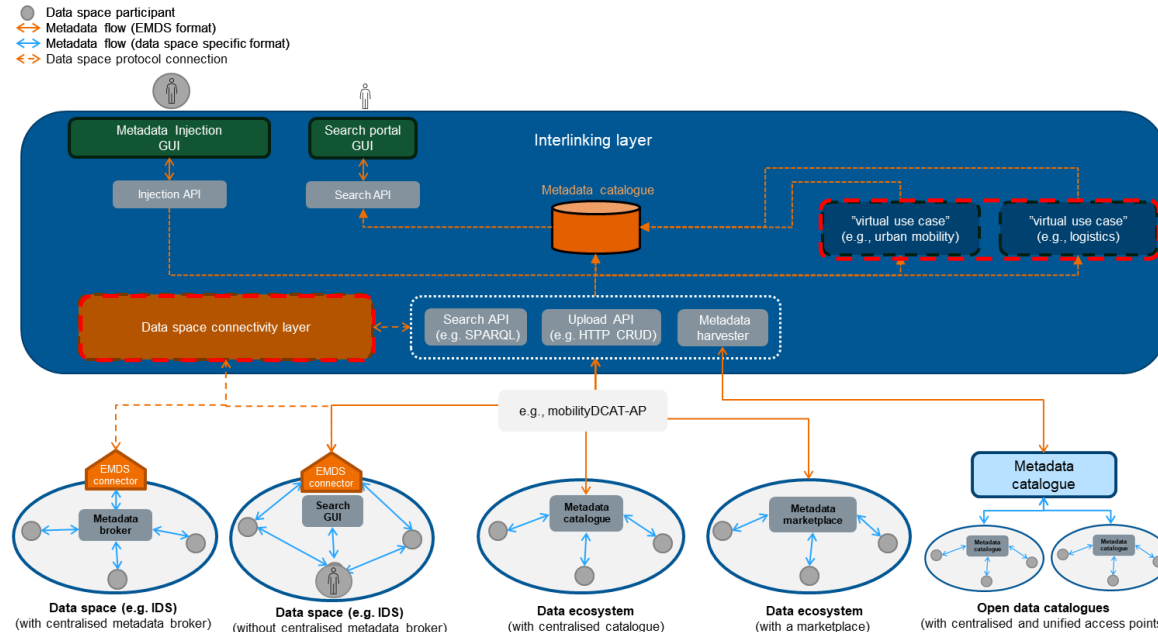 Data space participant
Metadata flow (EMDS format)
Metadata flow (data space specific format)
Data space protocol connection
Metadata Injection
GUI
Search portal
GUI
Interlinking layer
Injection API
Search API
Metadata catalogue
"virtual use case"
(e.g., urban mobility)
"virtual use case"
(e.g., logistics)
Data space connectivity layer
Search API
(e.g. SPARQL)
Upload API
(e.g. HTTP CRUD)
Metadata
harvester
e.g., mobilityDCAT-AP
EMDS
connector
Metadata
broker
Data space (e.g. IDS)
(with centralised metadata broker)
EMDS
connector
Search
GUI
Data space (e.g. IDS)
(without centralised metadata broker)
Metadata
catalogue
Data ecosystem
(with centralised catalogue)
Metadata
marketplace
Data ecosystem
(with a marketplace)
Metadata
catalogue
Metadata
catalogue
Metadata
catalogue
Open data catalogues
(with centralised and unified access points